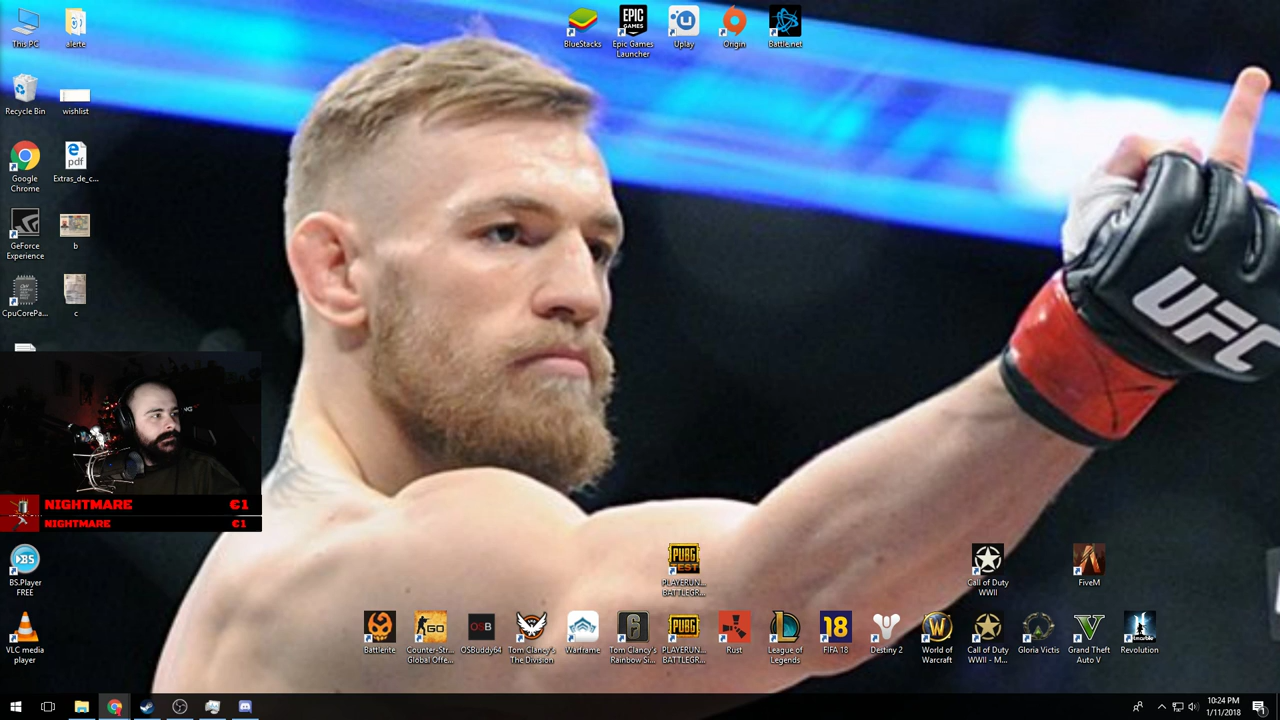 This PC
alerte
BlueStacks
Epic Games
Launcher
Uplay
Origin
Battle.net
Recycle Bin
wishlist
Google
Chrome
Extras_de_c...
GeForce
Experience
b
CpuCorePa...
c
UFC
NIGHTMARE €1
NIGHTMARE €1
BS.Player
FREE
PLAYERUN...
BATTLEGR...
Call of Duty
WWII
FiveM
VLC media
player
Battlerite
Counter-Str...
Global Offe...
OSBuddy64
Tom Clancy's
The Division
Warframe
Tom Clancy's
Rainbow Si...
PLAYERUN...
BATTLEGR...
Rust
League of
Legends
FIFA 18
Destiny 2
World of
Warcraft
Call of Duty
WWII - M...
Gloria Victis
Grand Theft
Auto V
Revolution
10:24 PM
1/11/2018